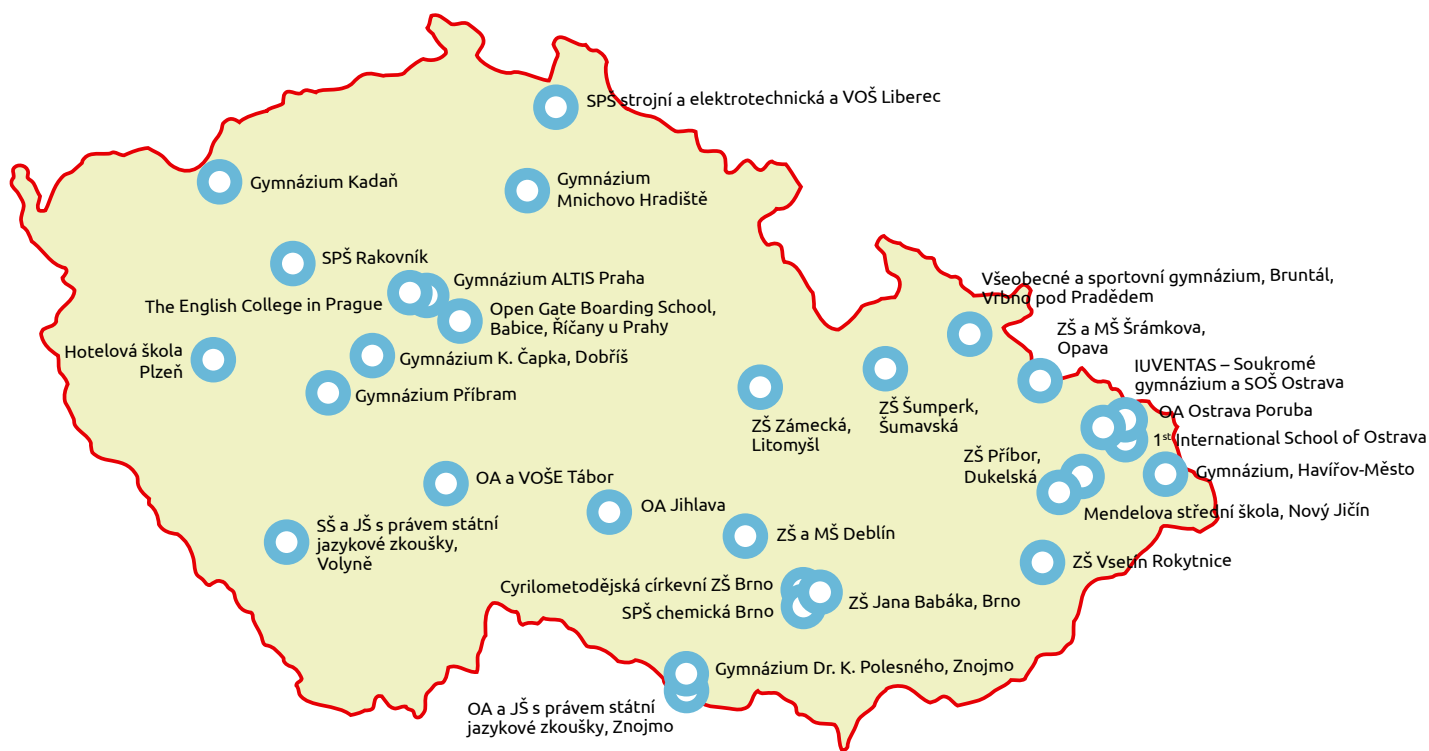 SPŠ strojní a elektrotechnická a VOŠ Liberec
Gymnázium Kadaň
Gymnázium
Mnichovo Hradiště
SPŠ Rakovník
Gymnázium ALTIS Praha
The English College in Prague
Open Gate Boarding School,
Babice, Říčany u Prahy
Všeobecné a sportovní gymnázium, Bruntál,
Vrbno pod Pradědem
ZŠ a MŠ Šrámkova,
Opava
Hotelová škola
Plzeň
Gymnázium K. Čapka, Dobříš
Gymnázium Příbram
IUVENTAS – Soukromé
gymnázium a SOŠ Ostrava
OA Ostrava Poruba
1st International School of Ostrava
ZŠ Zámecká,
Litomyšl
ZŠ Šumperk,
Šumavská
ZŠ Příbor,
Dukelská
Gymnázium, Havířov-Město
Mendelova střední škola, Nový Jičín
OA a VOŠE Tábor
OA Jihlava
SŠ a JŠ s právem státní
jazykové zkoušky,
Volyně
ZŠ a MŠ Deblín
ZŠ Vsetín Rokytnice
Cyrilometodějská církevní ZŠ Brno
SPŠ chemická Brno
ZŠ Jana Babáka, Brno
Gymnázium Dr. K. Polesného, Znojmo
OA a JŠ s právem státní
jazykové zkoušky, Znojmo